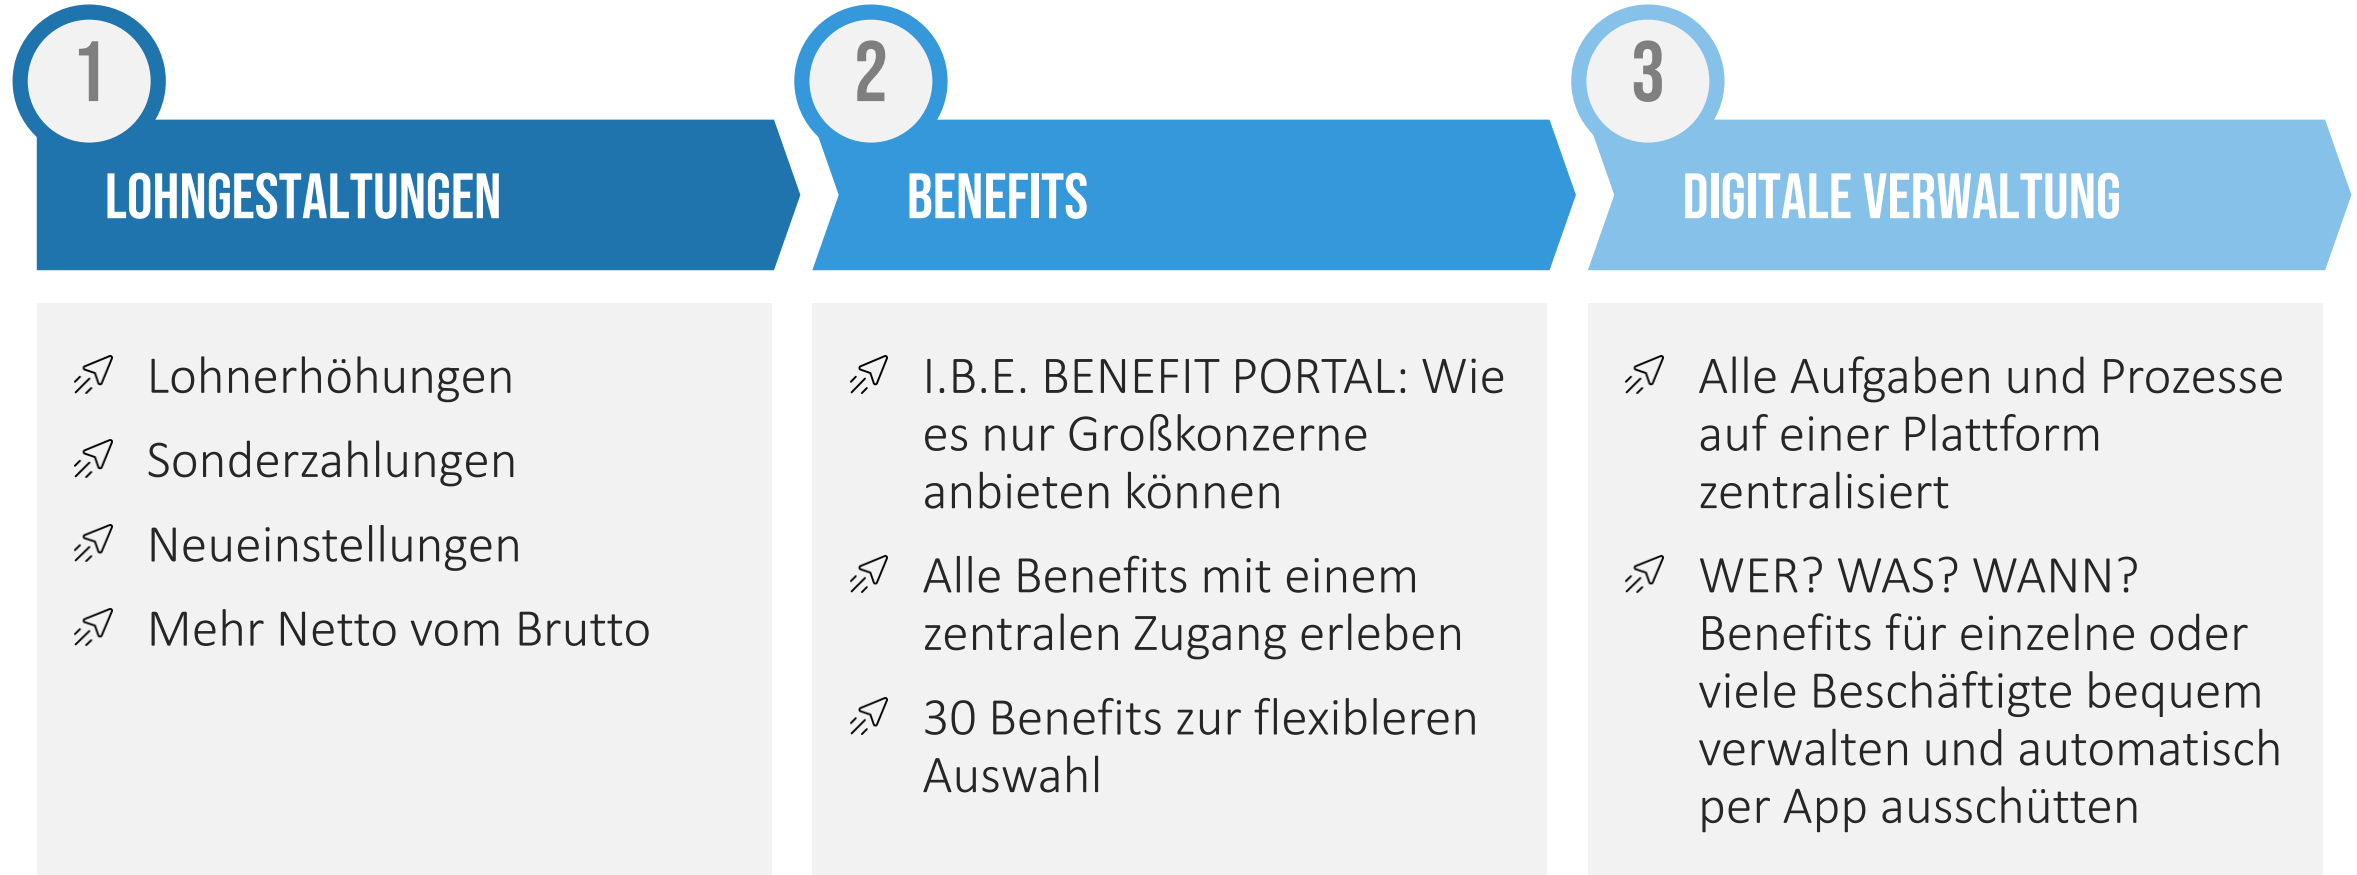 1
LOHNGESTALTUNGEN
Lohnerhöhungen
Sonderzahlungen
Neueinstellungen
Mehr Netto vom Brutto
2
BENEFITS
I.B.E. BENEFIT PORTAL: Wie
es nur Großkonzerne
anbieten können
Alle Benefits mit einem
zentralen Zugang erleben
30 Benefits zur flexibleren
Auswahl
3
DIGITALE VERWALTUNG
Alle Aufgaben und Prozesse
auf einer Plattform
zentralisiert
WER? WAS? WANN?
Benefits für einzelne oder
viele Beschäftigte bequem
verwalten und automatisch
per App ausschütten